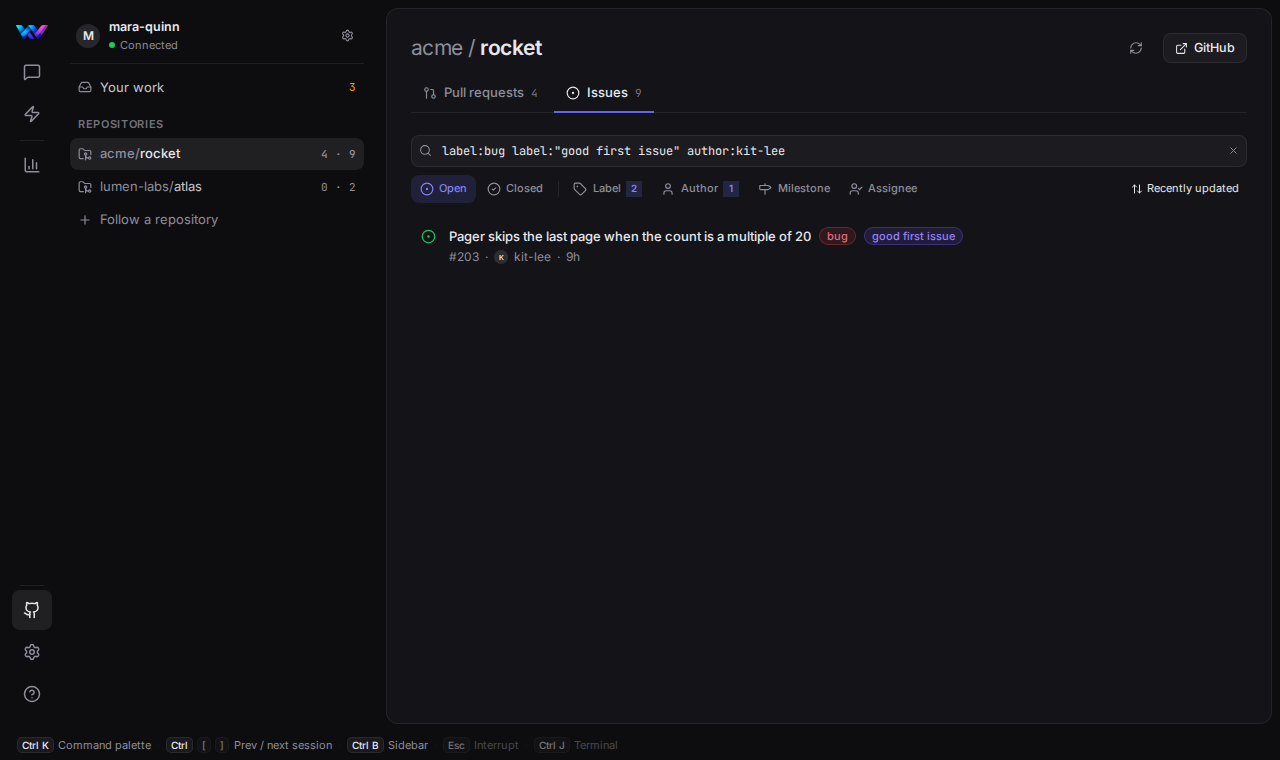 M mara-quinn
Connected
Your work 3
REPOSITORIES
acme/rocket 4 · 9
lumen-labs/atlas 0 · 2
Follow a repository
acme / rocket
GitHub
Pull requests 4 Issues 9
label:bug label:"good first issue" author:kit-lee
Open Closed Label 2 Author 1 Milestone Assignee Recently updated
Pager skips the last page when the count is a multiple of 20 bug good first issue
#203 · K kit-lee · 9h
Ctrl K Command palette Ctrl [ ] Prev / next session Ctrl B Sidebar Esc Interrupt Ctrl J Terminal